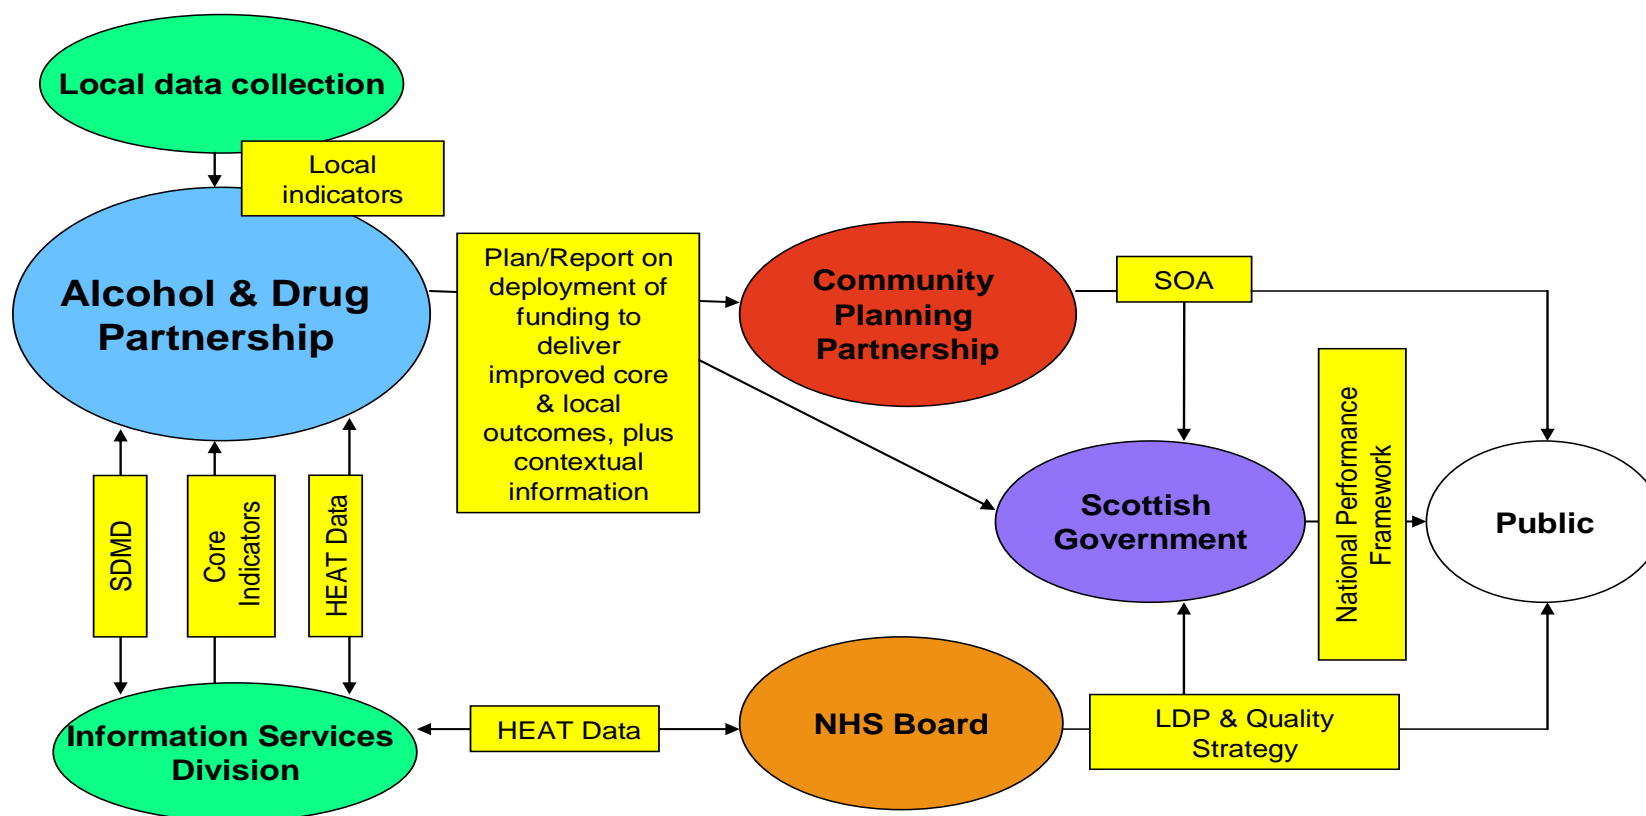 Local data collection
Local
indicators
Alcohol & Drug
Partnership
Plan/Report on
deployment of
funding to
deliver
improved core
& local
outcomes, plus
contextual
information
Community
Planning
Partnership
SOA
National Performance
Framework
Scottish
Government
Public
SDMD
Core
Indicators
HEAT Data
Information Services
Division
HEAT Data
NHS Board
LDP & Quality
Strategy